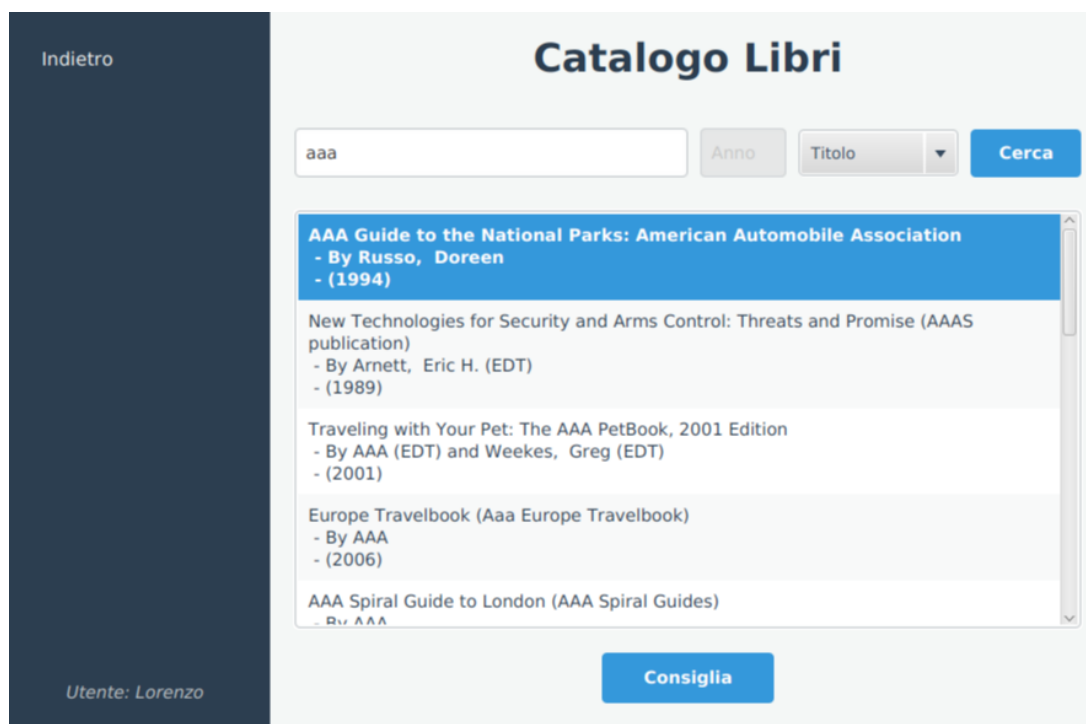 Indietro
Catalogo Libri
aaa
Anno
Titolo
Cerca
AAA Guide to the National Parks: American Automobile Association
- By Russo,  Doreen
- (1994)
New Technologies for Security and Arms Control: Threats and Promise (AAAS
publication)
- By Arnett,  Eric H. (EDT)
- (1989)
Traveling with Your Pet: The AAA PetBook, 2001 Edition
- By AAA (EDT) and Weekes,  Greg (EDT)
- (2001)
Europe Travelbook (Aaa Europe Travelbook)
- By AAA
- (2006)
AAA Spiral Guide to London (AAA Spiral Guides)
- By AAA
Consiglia
Utente: Lorenzo